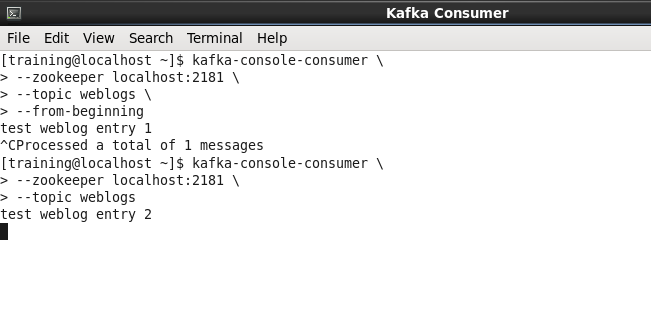 Kafka Consumer
File Edit View Search Terminal Help
[training@localhost ~]$ kafka-console-consumer \
> --zookeeper localhost:2181 \
> --topic weblogs \
> --from-beginning
test weblog entry 1
^CProcessed a total of 1 messages
[training@localhost ~]$ kafka-console-consumer \
> --zookeeper localhost:2181 \
> --topic weblogs
test weblog entry 2